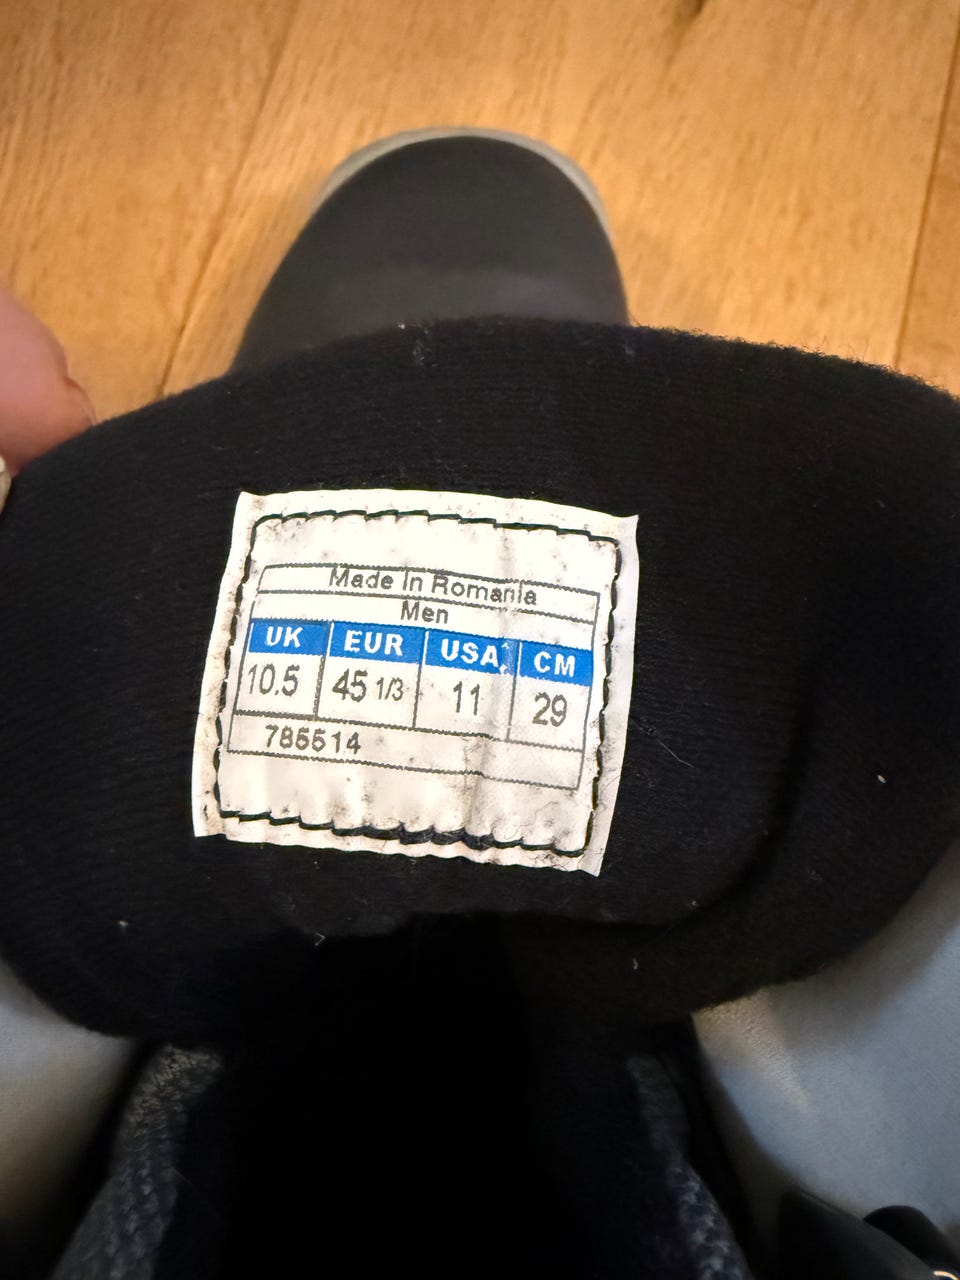 Made in Romania
Men
UK EUR USA CM
10.5 45 1/3 11 29
785514